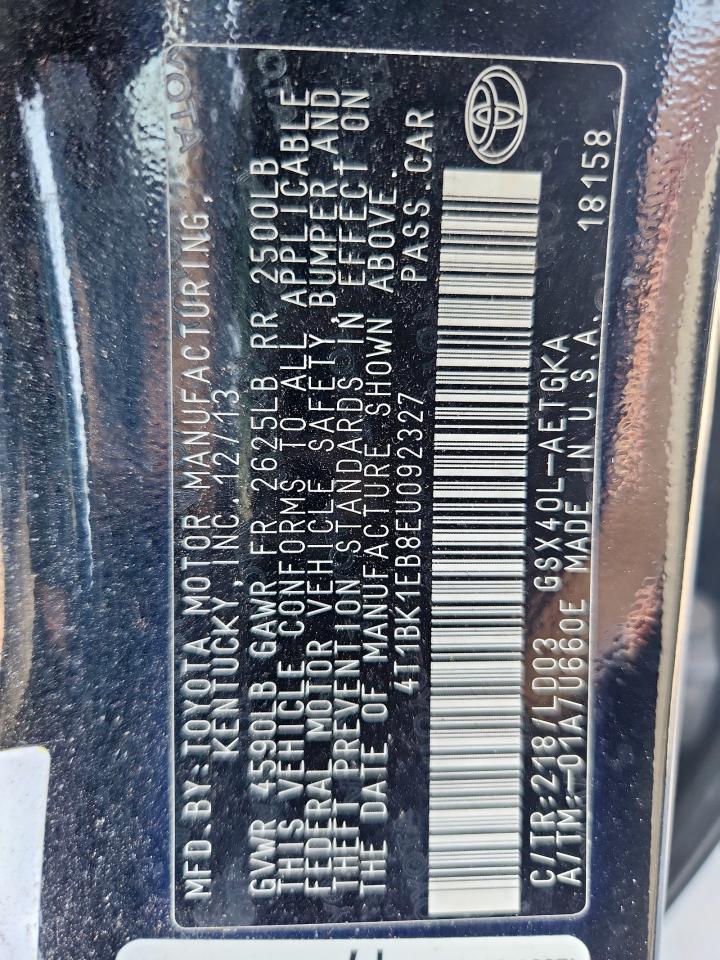 MFD.BY:TOYOTA MOTOR MANUFACTURING,
KENTUCKY,INC. 12/13
GVWR 4590LB GAWR FR 2625LB RR 2500LB
THIS VEHICLE CONFORMS TO ALL APPLICABLE
FEDERAL MOTOR VEHICLE SAFETY, BUMPER AND
THEFT PREVENTION STANDARDS IN EFFECT ON
THE DATE OF MANUFACTURE SHOWN ABOVE.
4T1BK1EB8EU092327 PASS.CAR
C/TR:218/LD03 GSX40L-AETGKA
A/TM:-01A/U660E MADE IN U.S.A. 18158